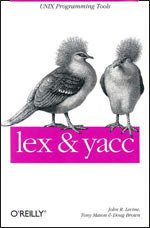 UNIX Programming Tools
lex & yacc
O'REILLY®
John R. Levine,
Tony Mason & Doug Brown